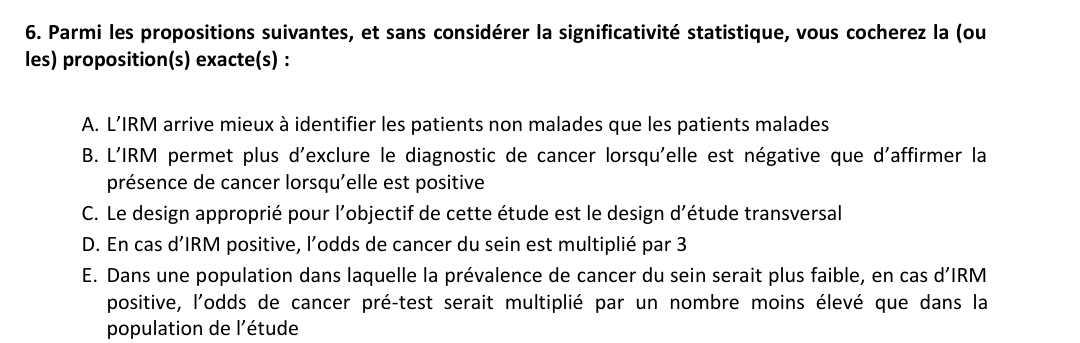 6. Parmi les propositions suivantes, et sans considérer la significativité statistique, vous cocherez la (ou
les) proposition(s) exacte(s) :
A. L’IRM arrive mieux à identifier les patients non malades que les patients malades
B. L’IRM permet plus d’exclure le diagnostic de cancer lorsqu’elle est négative que d’affirmer la
présence de cancer lorsqu’elle est positive
C. Le design approprié pour l’objectif de cette étude est le design d’étude transversal
D. En cas d’IRM positive, l’odds de cancer du sein est multiplié par 3
E. Dans une population dans laquelle la prévalence de cancer du sein serait plus faible, en cas d’IRM
positive, l’odds de cancer pré-test serait multiplié par un nombre moins élevé que dans la
population de l’étude